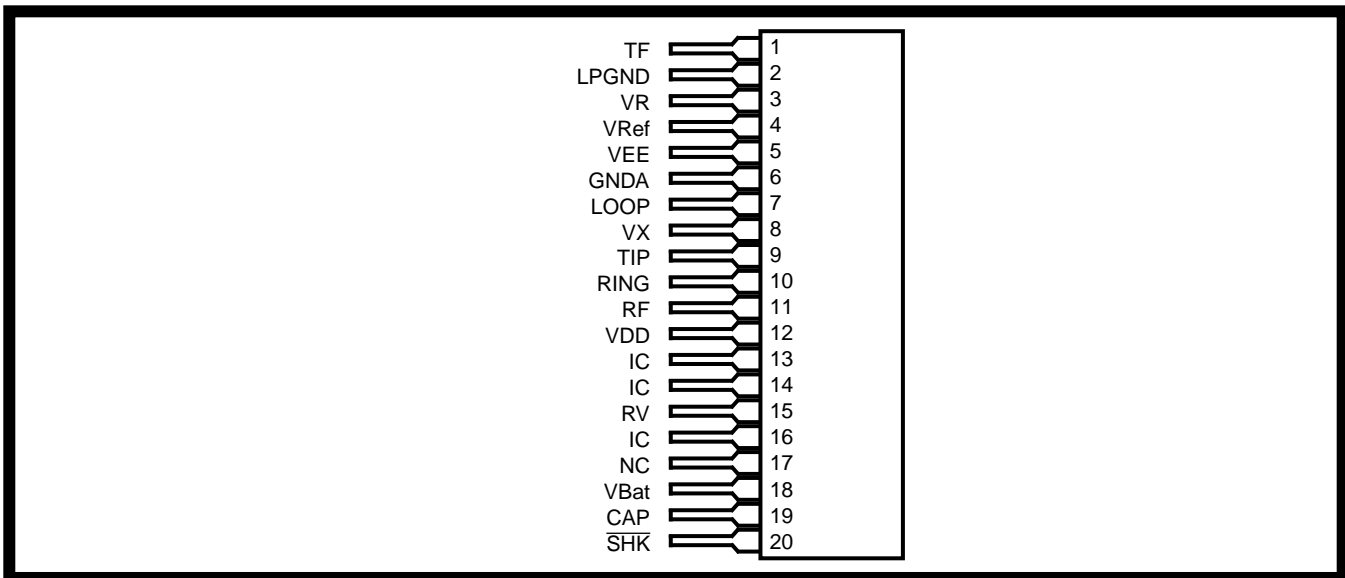 TF 1
LPGND 2
VR 3
VRef 4
VEE 5
GNDA 6
LOOP 7
VX 8
TIP 9
RING 10
RF 11
VDD 12
IC 13
IC 14
RV 15
IC 16
NC 17
VBat 18
CAP 19
S̅H̅K̅ 20